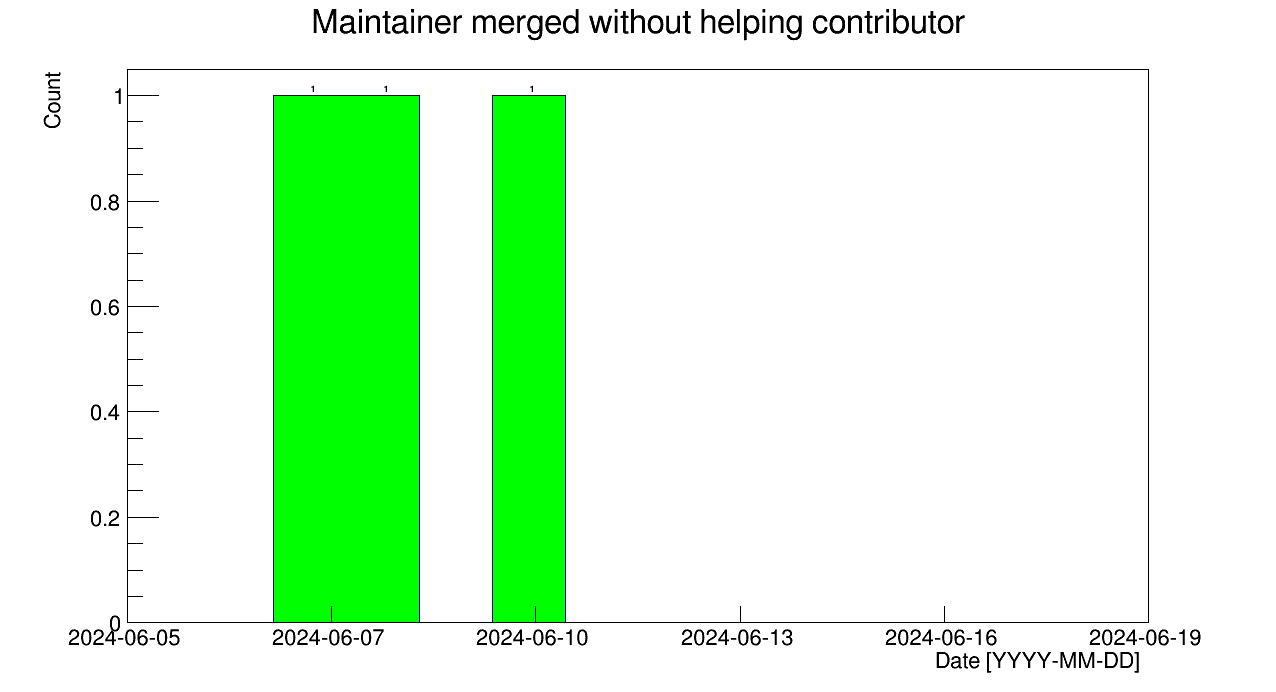 Maintainer merged without helping contributor
Count
1 1 1
1
0.8
0.6
0.4
0.2
0
2024-06-05 2024-06-07 2024-06-10 2024-06-13 2024-06-16 2024-06-19
Date [YYYY-MM-DD]